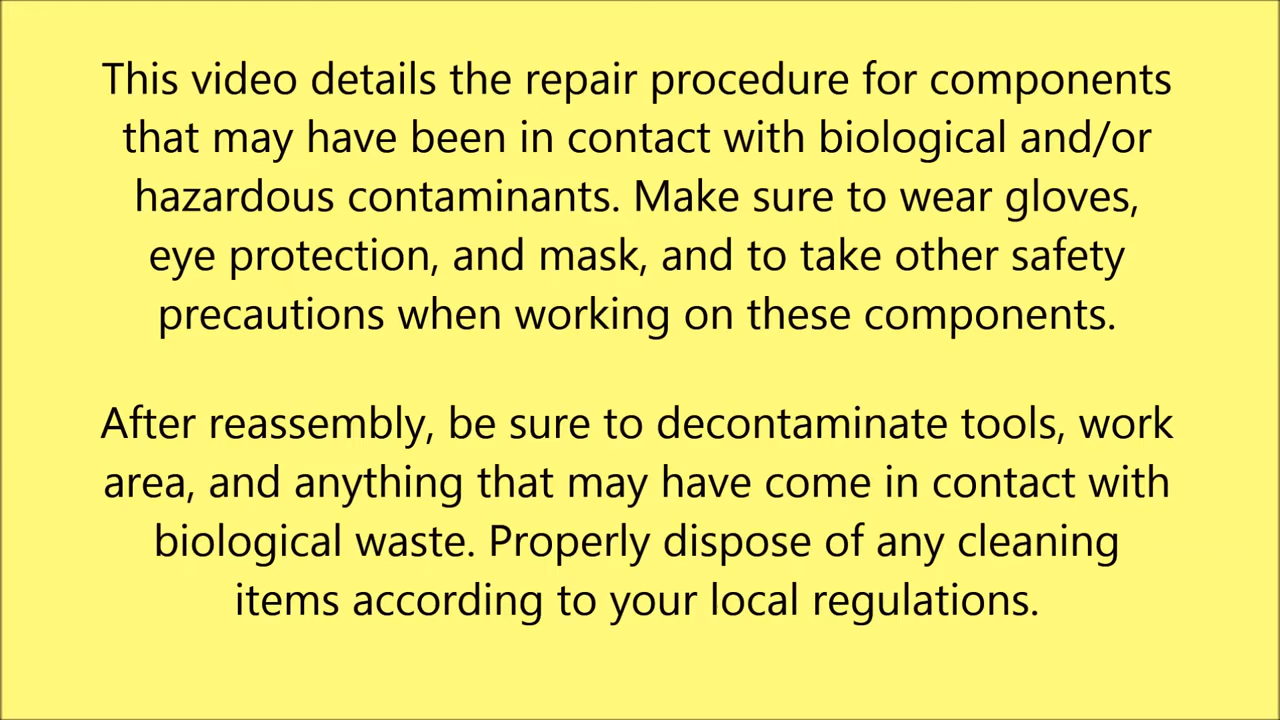 This video details the repair procedure for components
that may have been in contact with biological and/or
hazardous contaminants. Make sure to wear gloves,
eye protection, and mask, and to take other safety
precautions when working on these components.
After reassembly, be sure to decontaminate tools, work
area, and anything that may have come in contact with
biological waste. Properly dispose of any cleaning
items according to your local regulations.